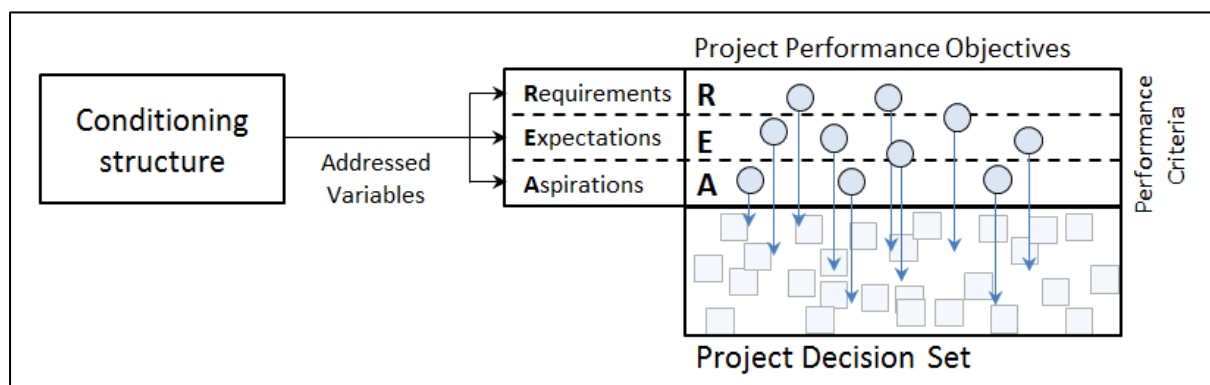 Project Performance Objectives
Conditioning
structure
Addressed
Variables
Requirements
Expectations
Aspirations
R
E
A
Performance
Criteria
Project Decision Set